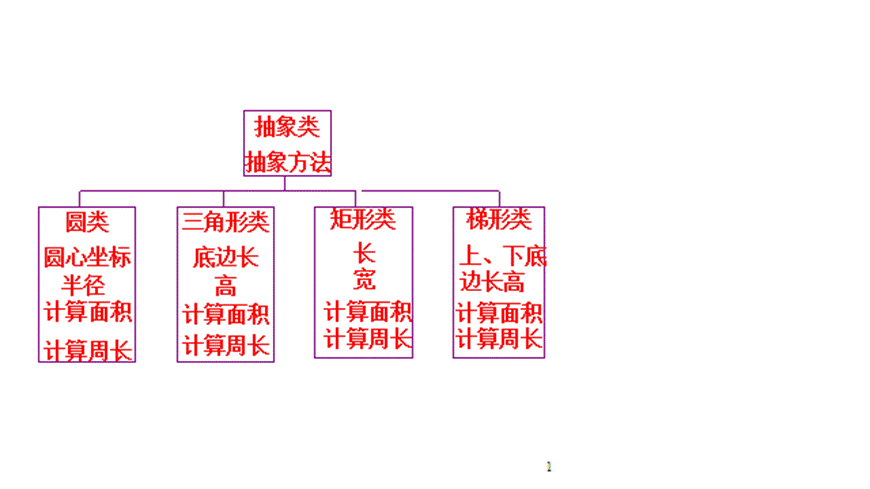 抽象类
抽象方法
圆类
圆心坐标
半径
计算面积
计算周长
三角形类
底边长
高
计算面积
计算周长
矩形类
长
宽
计算面积
计算周长
梯形类
上、下底
边长高
计算面积
计算周长